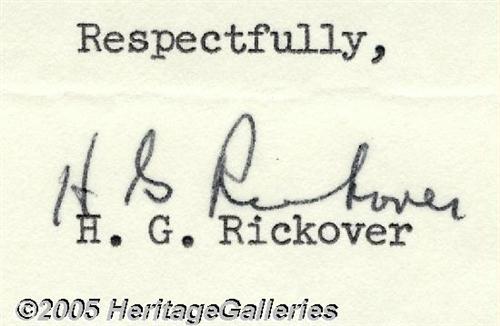 Respectfully,
H G Rickover
H. G. Rickover
©2005 HeritageGalleries